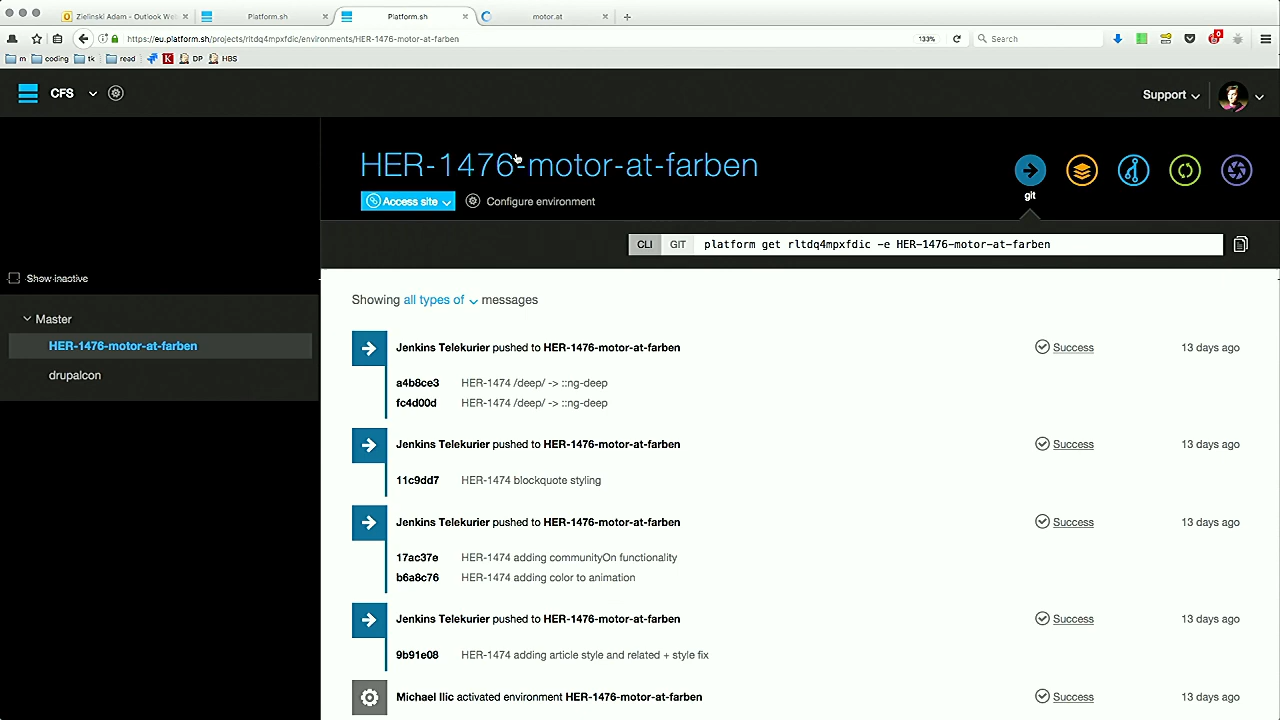 Zielinski Adam - Outlook We
Platform.sh
Platform.sh
motor.at
https://eu.platform.sh/projects/rltdq4mpxfdic/environments/HER-1476-motor-at-farben
133%
Search
m
coding
tk
read
DP
HBS
CFS
Support
HER-1476-motor-at-farben
Access site
Configure environment
git
CLI
GIT
platform get rltdq4mpxfdic -e HER-1476-motor-at-farben
Show inactive
Master
HER-1476-motor-at-farben
drupalcon
Showing all types of messages
Jenkins Telekurier pushed to HER-1476-motor-at-farben Success 13 days ago
a4b8ce3 HER-1474 /deep/ -> ::ng-deep
fc4d00d HER-1474 /deep/ -> ::ng-deep
Jenkins Telekurier pushed to HER-1476-motor-at-farben Success 13 days ago
11c9dd7 HER-1474 blockquote styling
Jenkins Telekurier pushed to HER-1476-motor-at-farben Success 13 days ago
17ac37e HER-1474 adding communityOn functionality
b6a8c76 HER-1474 adding color to animation
Jenkins Telekurier pushed to HER-1476-motor-at-farben Success 13 days ago
9b91e08 HER-1474 adding article style and related + style fix
Michael Ilic activated environment HER-1476-motor-at-farben Success 13 days ago